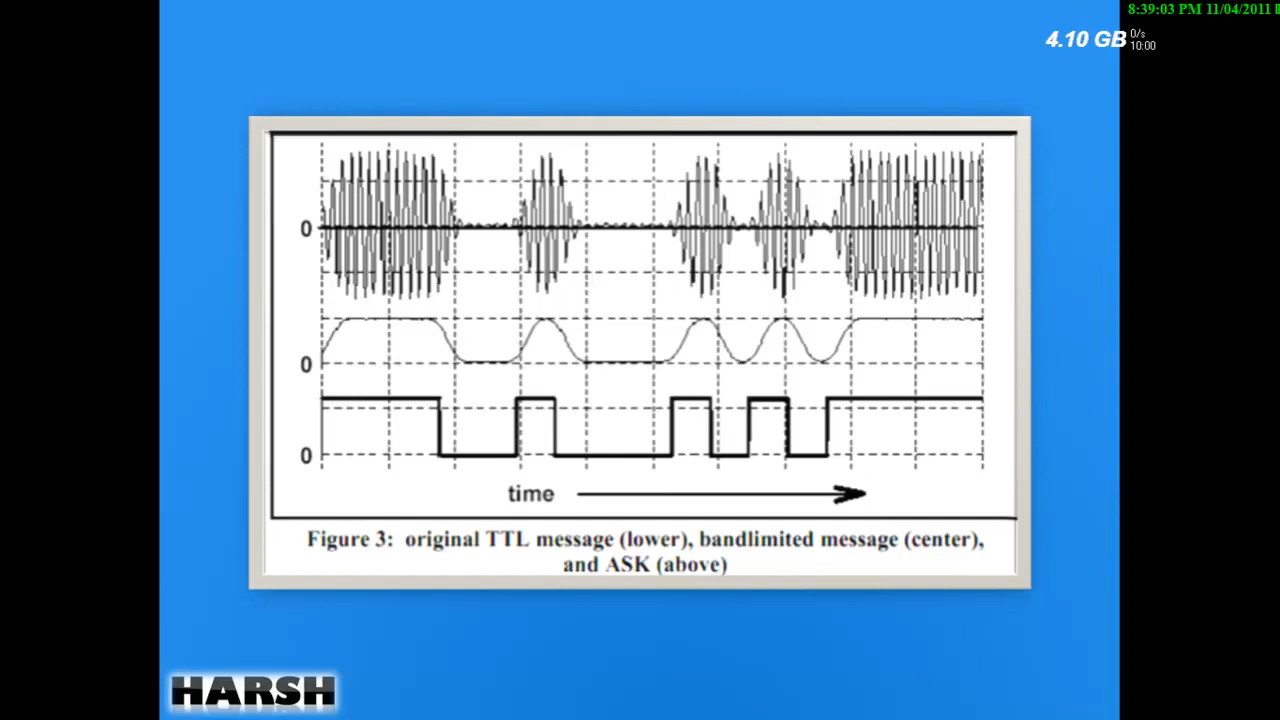 8:39:03 PM 11/04/2011
4.10 GB 0/s
10:00
0
0
0
time
Figure 3: original TTL message (lower), bandlimited message (center),
and ASK (above)
HARSH